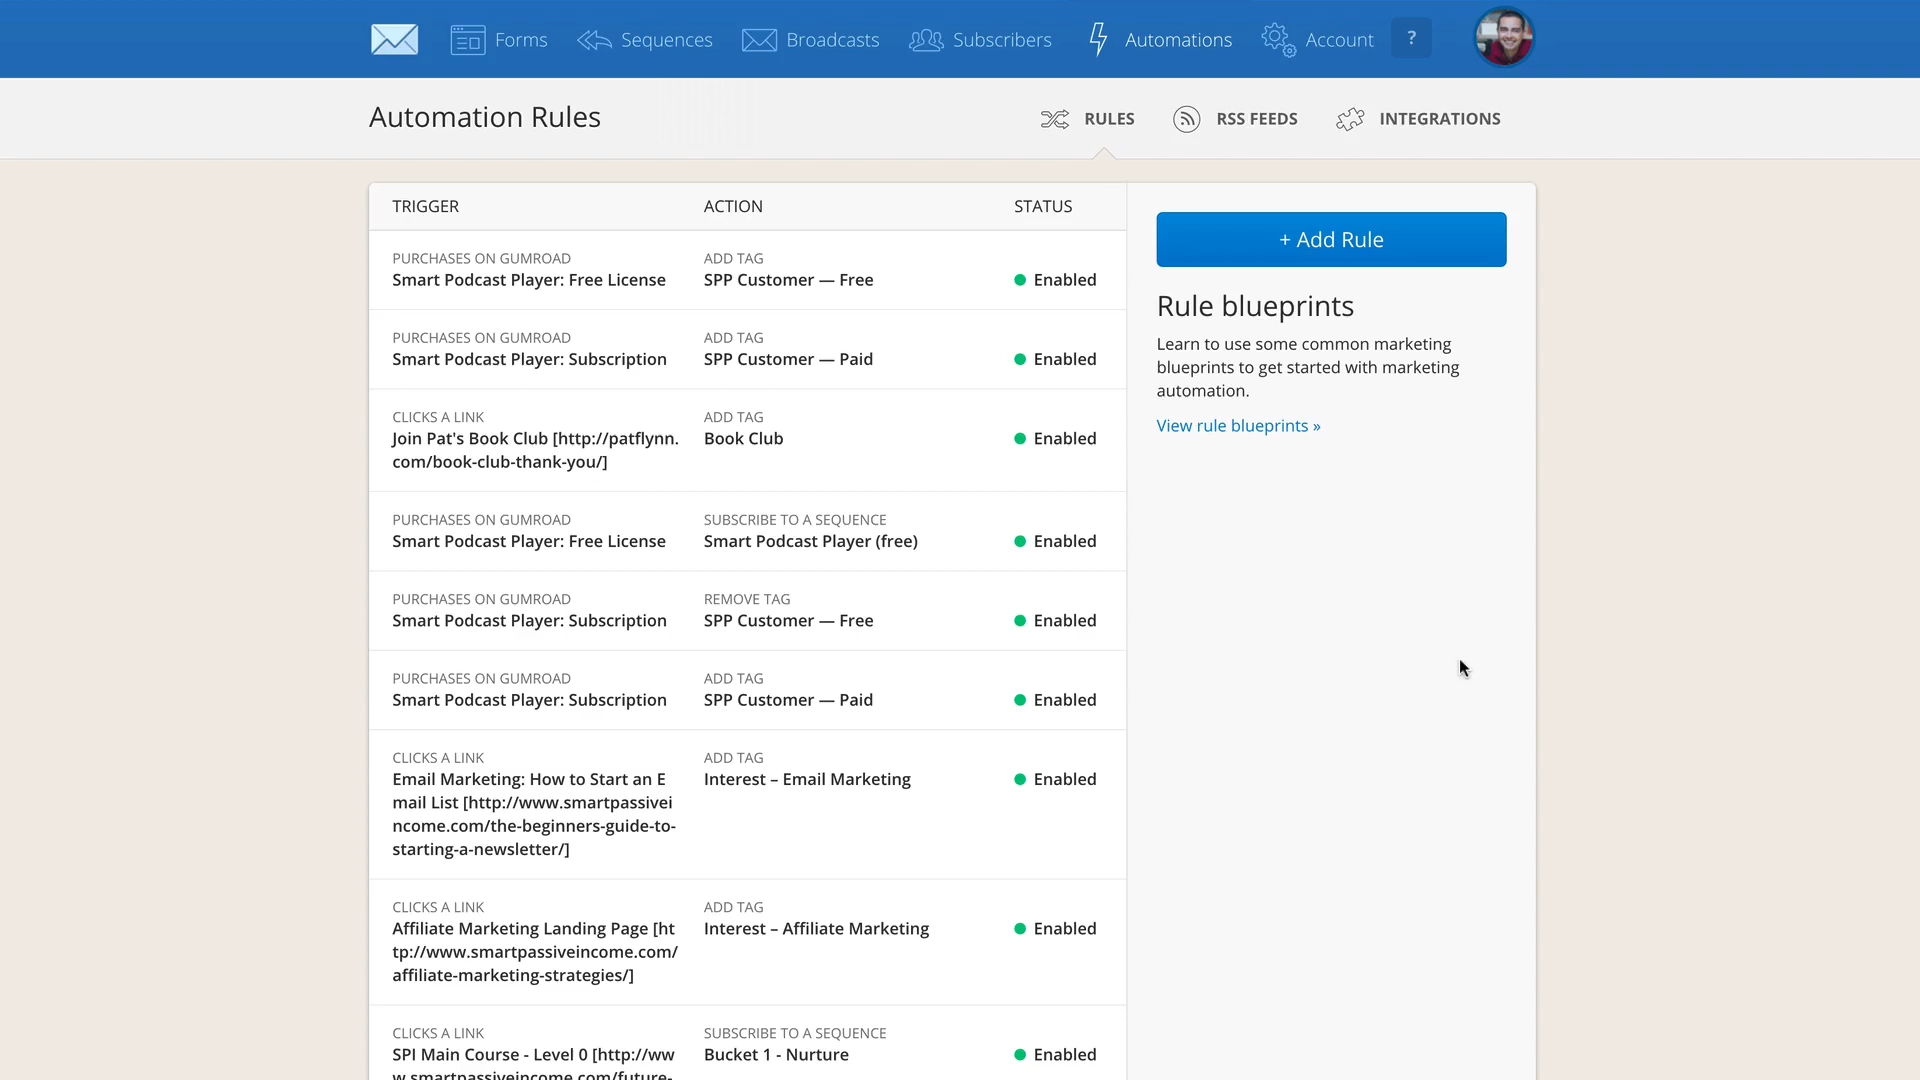 Forms
Sequences
Broadcasts
Subscribers
Automations
Account
?
Automation Rules
RULES
RSS FEEDS
INTEGRATIONS
TRIGGER
ACTION
STATUS
PURCHASES ON GUMROAD
Smart Podcast Player: Free License
ADD TAG
SPP Customer — Free
Enabled
PURCHASES ON GUMROAD
Smart Podcast Player: Subscription
ADD TAG
SPP Customer — Paid
Enabled
CLICKS A LINK
Join Pat's Book Club [http://patflynn.
com/book-club-thank-you/]
ADD TAG
Book Club
Enabled
PURCHASES ON GUMROAD
Smart Podcast Player: Free License
SUBSCRIBE TO A SEQUENCE
Smart Podcast Player (free)
Enabled
PURCHASES ON GUMROAD
Smart Podcast Player: Subscription
REMOVE TAG
SPP Customer — Free
Enabled
PURCHASES ON GUMROAD
Smart Podcast Player: Subscription
ADD TAG
SPP Customer — Paid
Enabled
CLICKS A LINK
Email Marketing: How to Start an E
mail List [http://www.smartpassivei
ncome.com/the-beginners-guide-to-
starting-a-newsletter/]
ADD TAG
Interest – Email Marketing
Enabled
CLICKS A LINK
Affiliate Marketing Landing Page [ht
tp://www.smartpassiveincome.com/
affiliate-marketing-strategies/]
ADD TAG
Interest – Affiliate Marketing
Enabled
CLICKS A LINK
SPI Main Course - Level 0 [http://ww
w.smartpassiveincome.com/future-
SUBSCRIBE TO A SEQUENCE
Bucket 1 - Nurture
Enabled
+ Add Rule
Rule blueprints
Learn to use some common marketing
blueprints to get started with marketing
automation.
View rule blueprints »